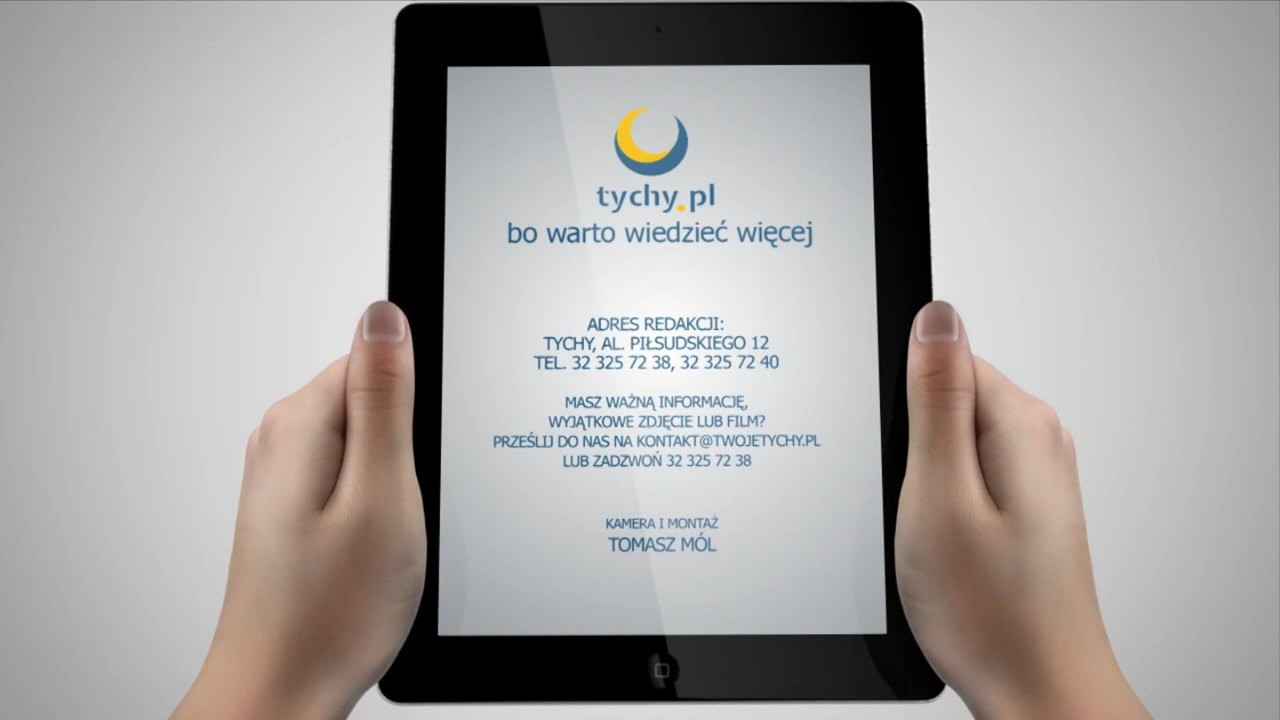 tychy.pl
bo warto wiedzieć więcej
ADRES REDAKCJI:
TYCHY, AL. PIŁSUDSKIEGO 12
TEL. 32 325 72 38, 32 325 72 40
MASZ WAŻNĄ INFORMACJĘ,
WYJĄTKOWE ZDJĘCIE LUB FILM?
PRZEŚLIJ DO NAS NA KONTAKT@TWOJETYCHY.PL
LUB ZADZWOŃ 32 325 72 38
KAMERA I MONTAŻ
TOMASZ MÓL